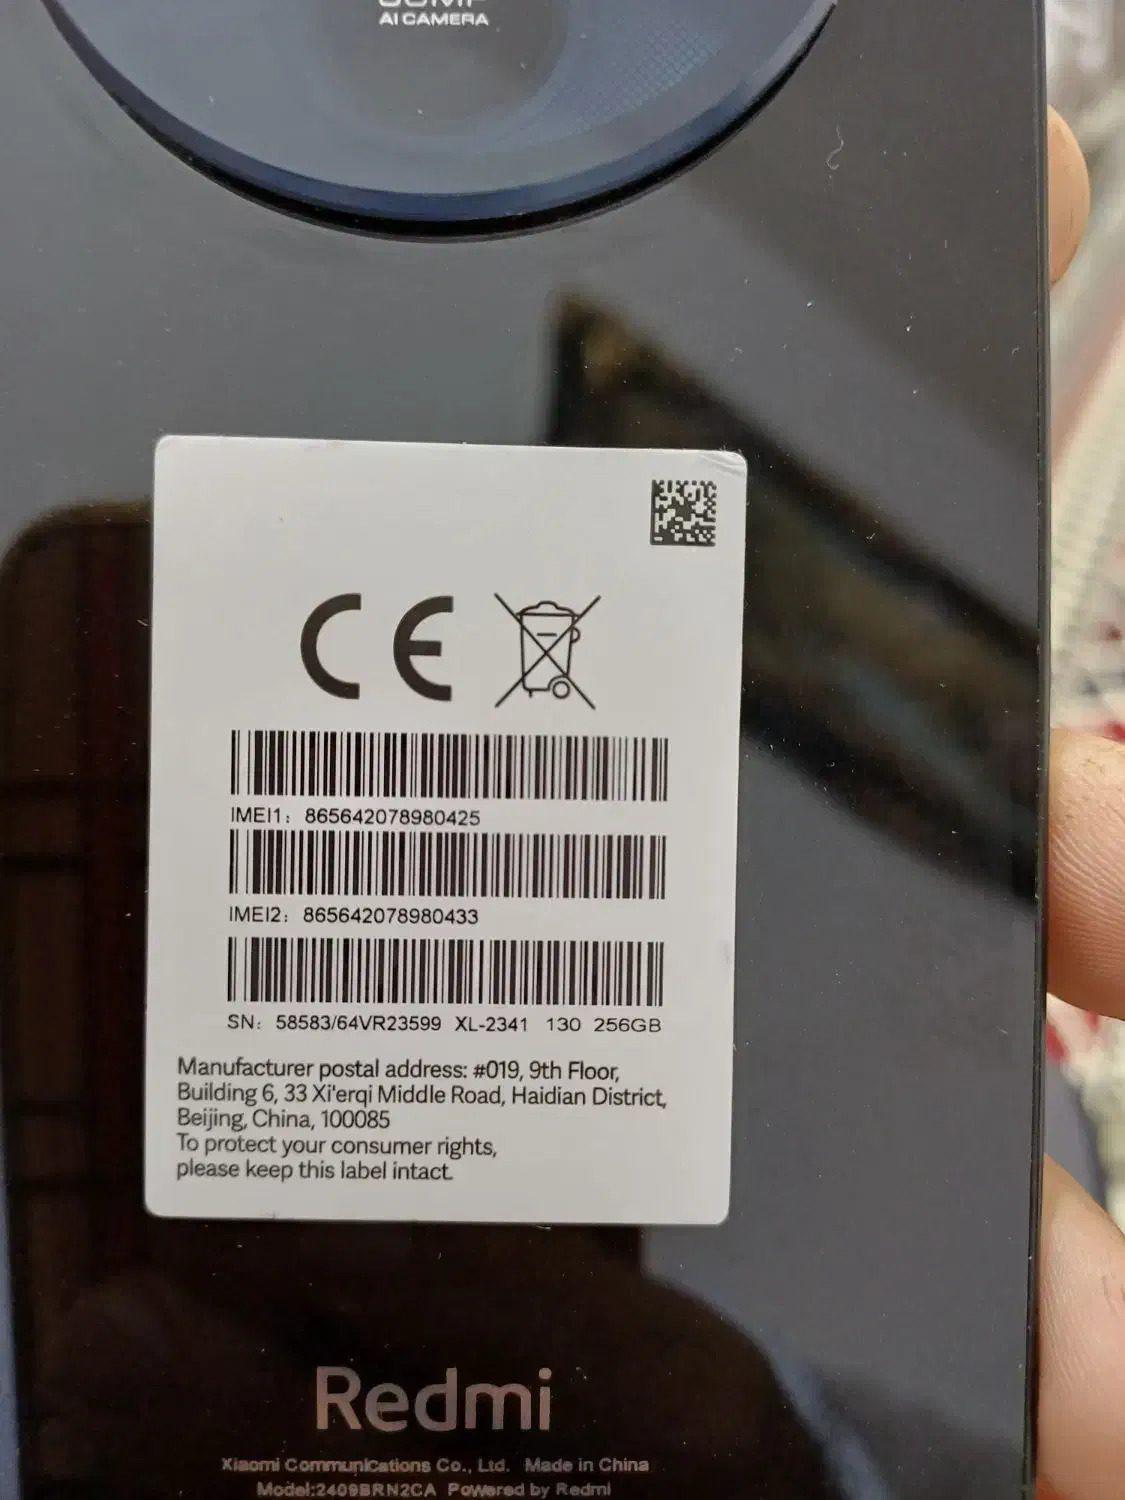 AI CAMERA
CE
IMEI1: 865642078980425
IMEI2: 865642078980433
SN: 58583/64VR23599 XL-2341 130 256GB
Manufacturer postal address: #019, 9th Floor,
Building 6, 33 Xi'erqi Middle Road, Haidian District,
Beijing, China, 100085
To protect your consumer rights,
please keep this label intact.
Redmi
Xiaomi Communications Co., Ltd. Made in China
Model:2409BRN2CA Powered by Redmi